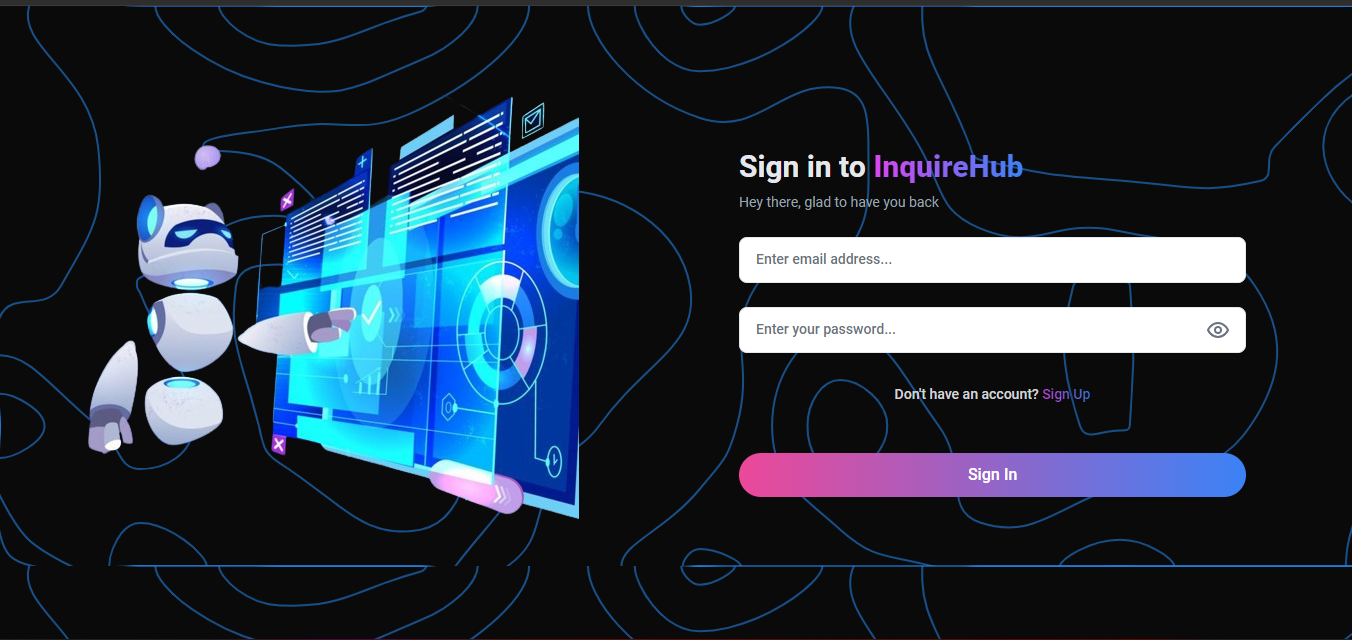 Sign in to InquireHub
Hey there, glad to have you back
Enter email address...
Enter your password...
Don't have an account? Sign Up
Sign In